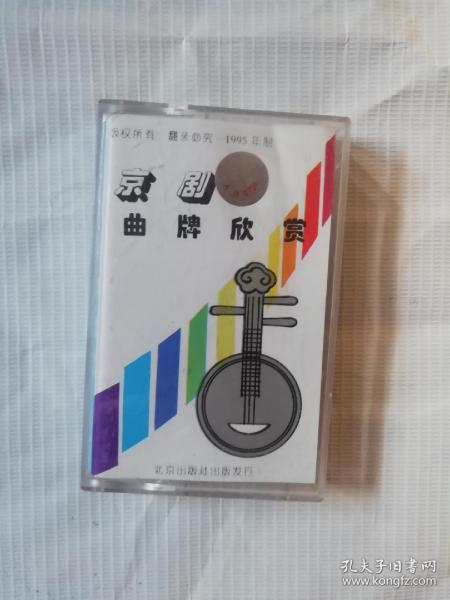 版权所有 翻录必究 1995年制
京剧
曲牌欣赏
北京出版社出版发行
孔夫子旧书网
www.kongfz.com